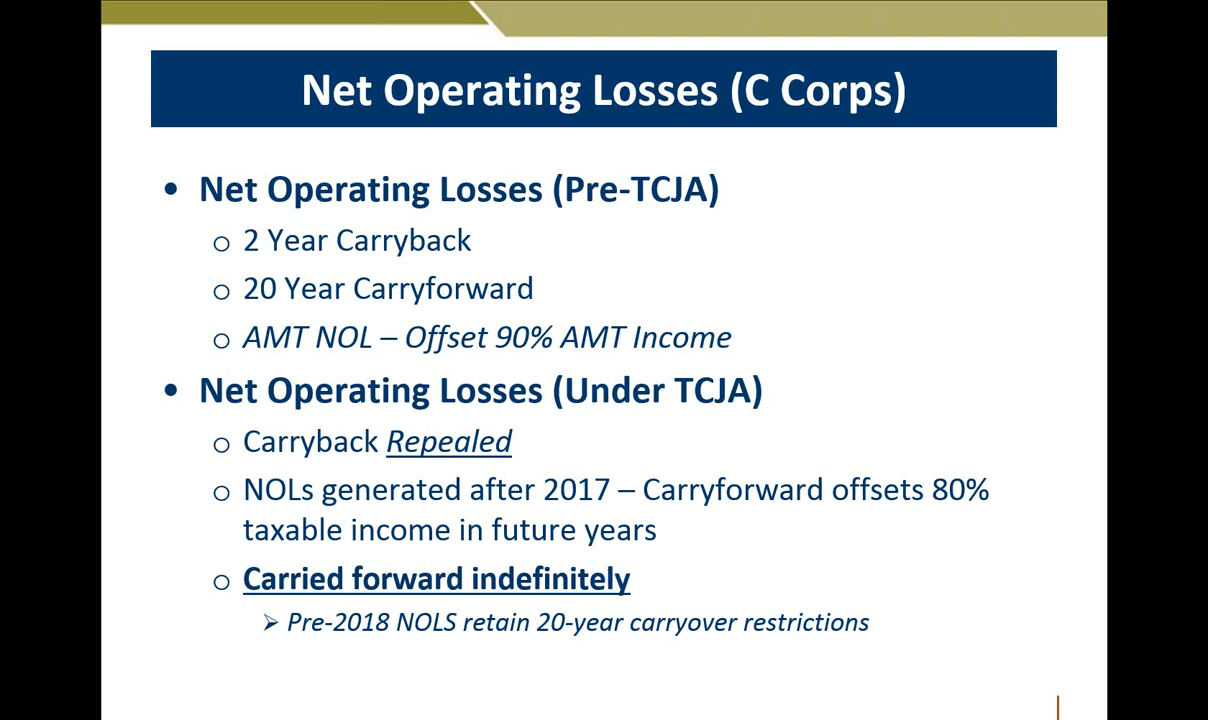 Net Operating Losses (C Corps)
• Net Operating Losses (Pre-TCJA)
o 2 Year Carryback
o 20 Year Carryforward
o AMT NOL – Offset 90% AMT Income
• Net Operating Losses (Under TCJA)
o Carryback Repealed
o NOLs generated after 2017 – Carryforward offsets 80%
taxable income in future years
o Carried forward indefinitely
➢ Pre-2018 NOLS retain 20-year carryover restrictions